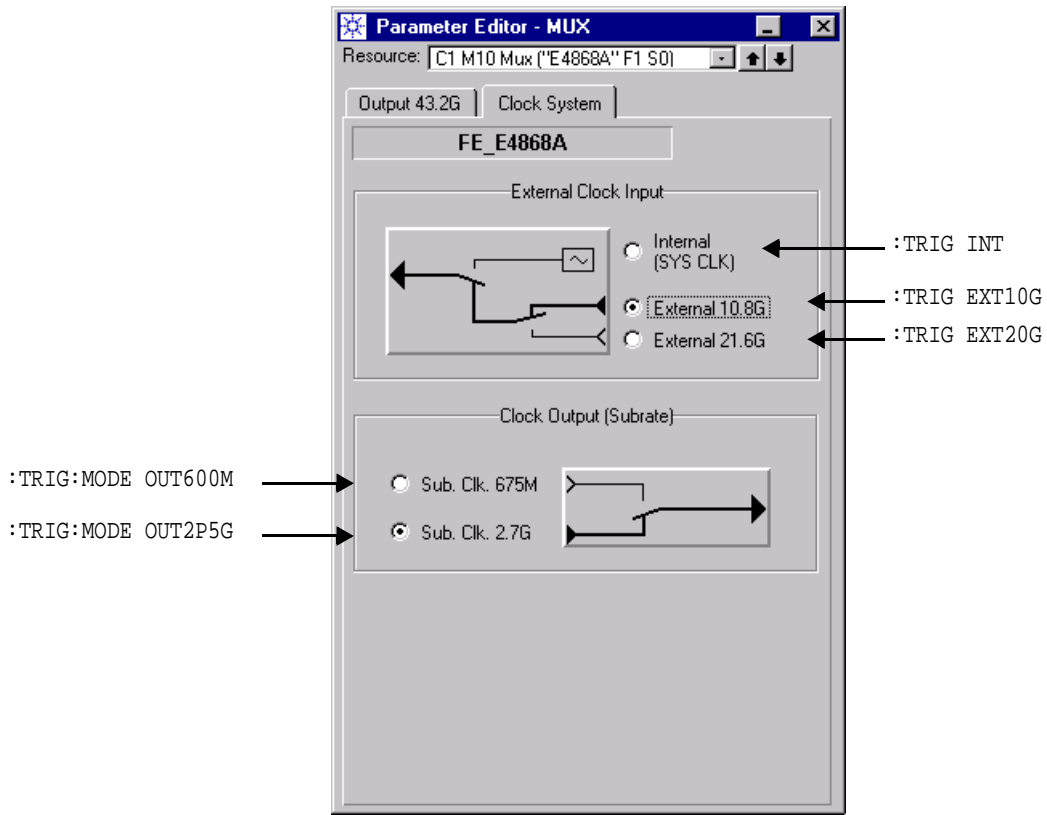 Parameter Editor - MUX
Resource: C1 M10 Mux ("E4868A" F1 S0)
Output 43.2G Clock System
FE_E4868A
External Clock Input
Internal
(SYS CLK)
:TRIG INT
External 10.8G
:TRIG EXT10G
External 21.6G
:TRIG EXT20G
Clock Output (Subrate)
:TRIG:MODE OUT600M
Sub. Clk. 675M
:TRIG:MODE OUT2P5G
Sub. Clk. 2.7G